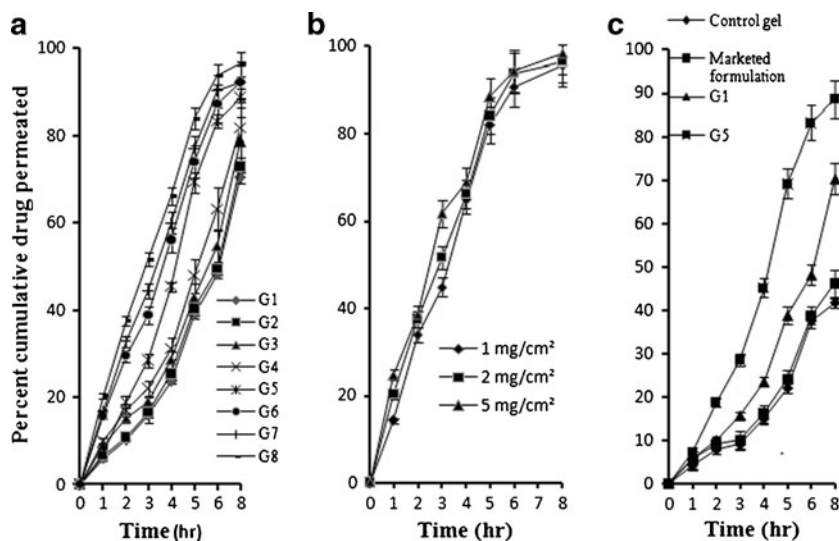 a
b
c
Percent cumulative drug permeated
100
80
60
40
20
0
0 1 2 3 4 5 6 8
Time (hr)
G1
G2
G3
G4
G5
G6
G7
G8
100
80
60
40
20
0
0 1 2 3 4 5 6 7 8
Time (hr)
1 mg/cm²
2 mg/cm²
5 mg/cm²
Control gel
Marketed formulation
G1
G5
100
90
80
70
60
50
40
30
20
10
0
0 1 2 3 4 5 6 8
Time (hr)